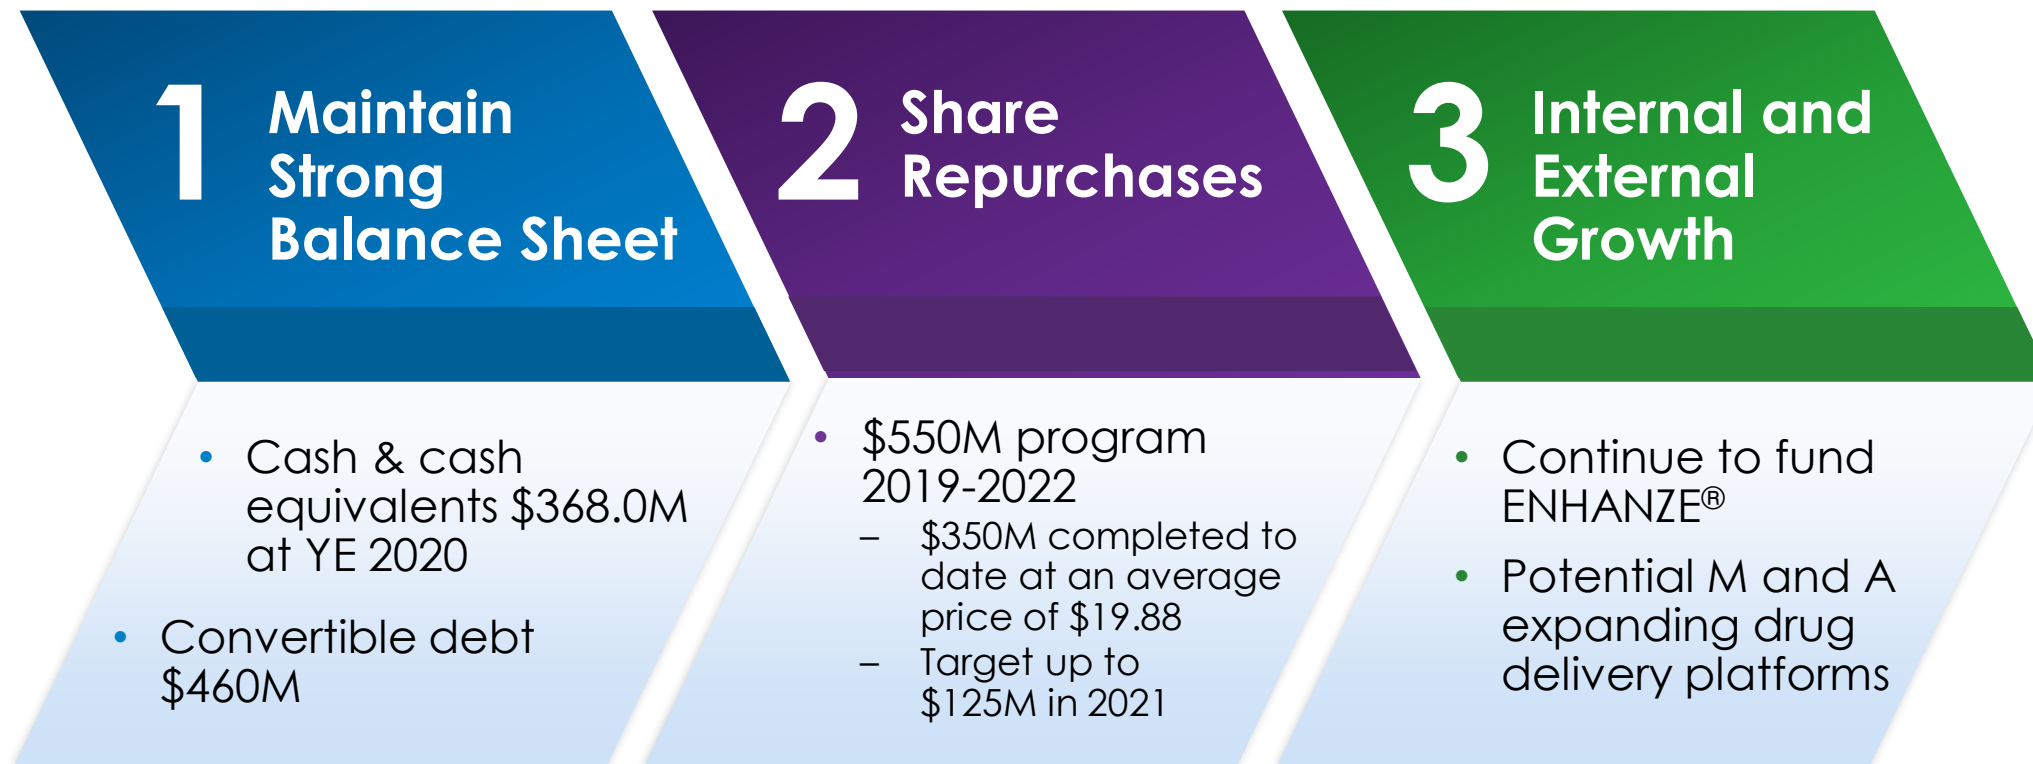 1
Maintain
Strong
Balance Sheet
• Cash & cash
equivalents $368.0M
at YE 2020
• Convertible debt
$460M
2
Share
Repurchases
• $550M program
2019-2022
– $350M completed to
date at an average
price of $19.88
– Target up to
$125M in 2021
3
Internal and
External
Growth
• Continue to fund
ENHANZE®
• Potential M and A
expanding drug
delivery platforms